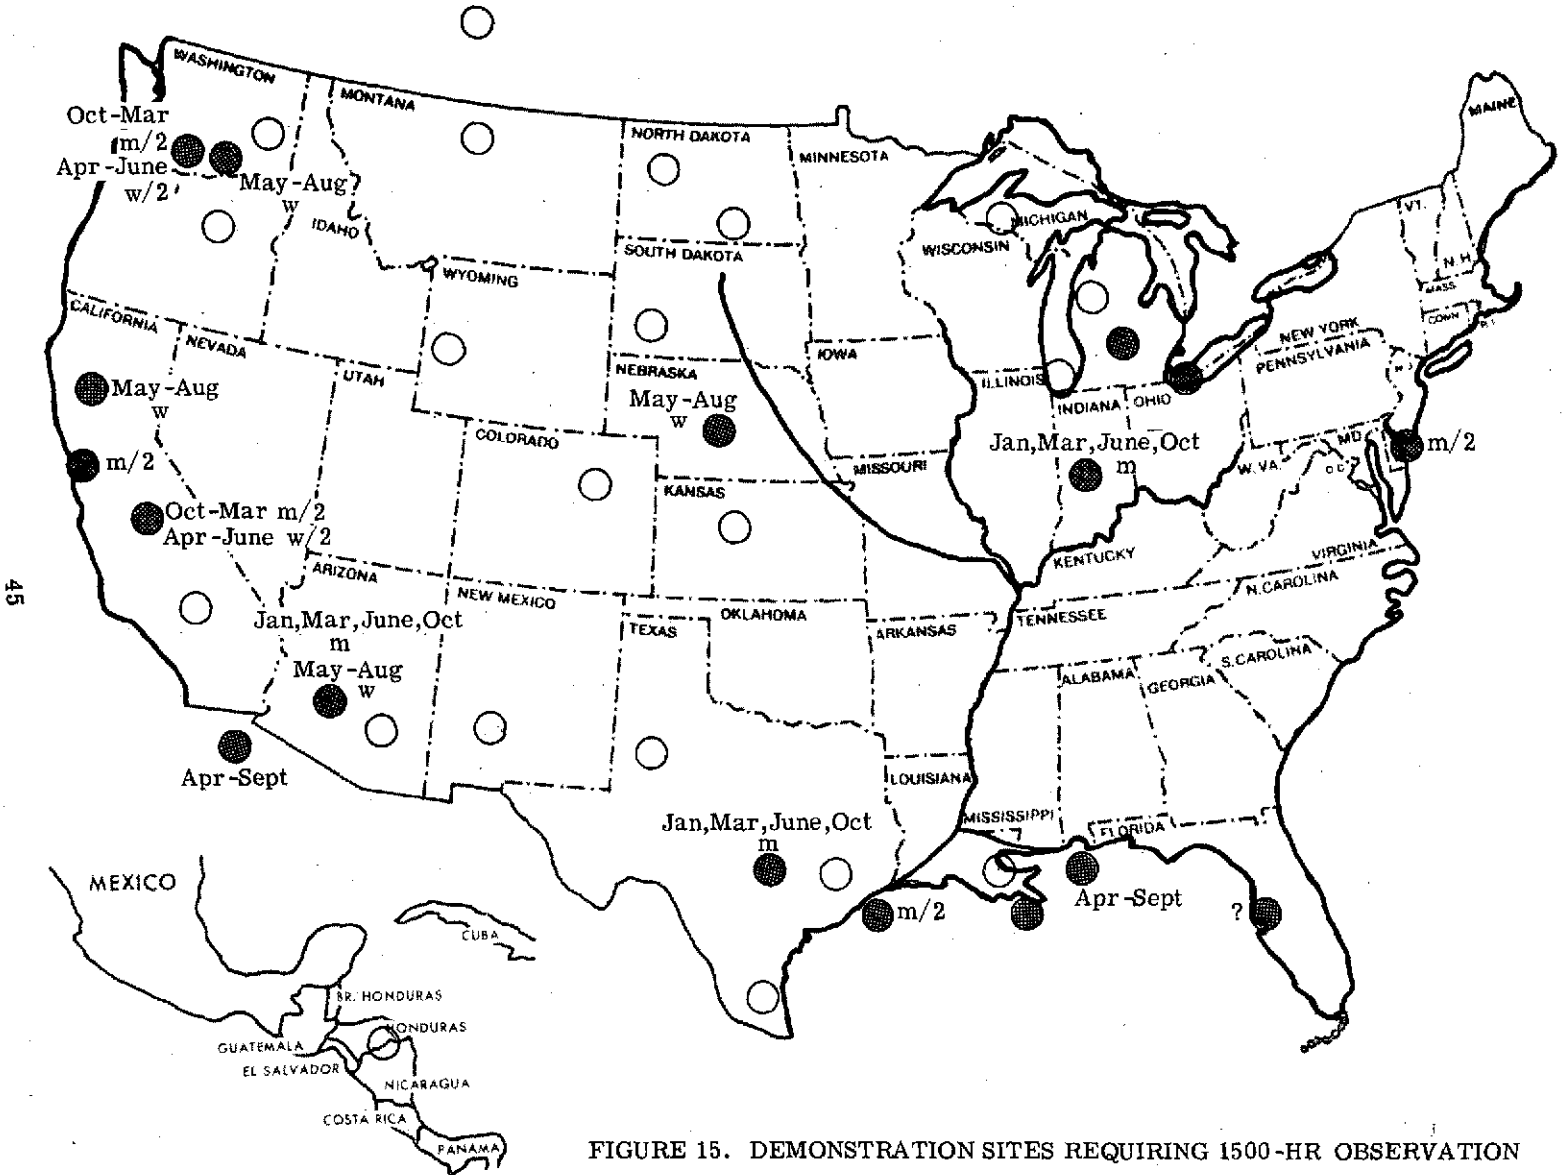 WASHINGTON
MONTANA
NORTH DAKOTA
MINNESOTA
MAINE
Oct-Mar
m/2
Apr-June
w/2
May-Aug
w
IDAHO
SOUTH DAKOTA
WISCONSIN
MICHIGAN
VT.
N.H.
MASS.
CONN
R.I.
WYOMING
CALIFORNIA
NEVADA
UTAH
NEBRASKA
IOWA
ILLINOIS
INDIANA
OHIO
NEW YORK
PENNSYLVANIA
May-Aug
w
May-Aug
w
m/2
COLORADO
MISSOURI
Jan,Mar,June,Oct
m
W.VA.
MD.
D C
m/2
Oct-Mar m/2
Apr-June w/2
KANSAS
KENTUCKY
VIRGINIA
45
ARIZONA
NEW MEXICO
OKLAHOMA
TEXAS
ARKANSAS
TENNESSEE
N.CAROLINA
S.CAROLINA
Jan,Mar,June,Oct
m
May-Aug
w
ALABAMA
GEORGIA
Apr-Sept
LOUISIANA
MISSISSIPPI
FLORIDA
Jan,Mar,June,Oct
m
m/2
Apr-Sept
?
MEXICO
CUBA
BR. HONDURAS
HONDURAS
GUATEMALA
EL SALVADOR
NICARAGUA
COSTA RICA
PANAMA
FIGURE 15. DEMONSTRATION SITES REQUIRING 1500-HR OBSERVATION